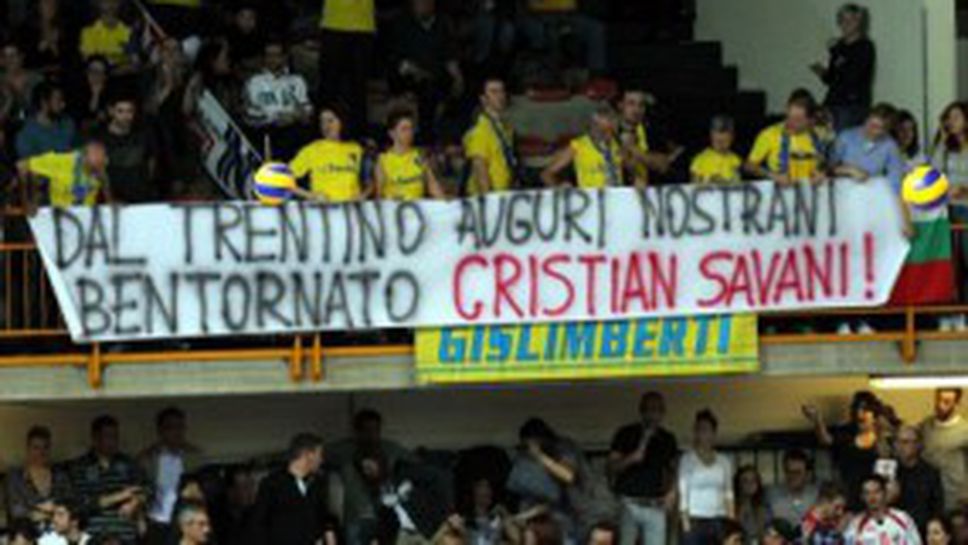 DAL TRENTINO AUGURI NOSTRANI
BENTORNATO CRISTIAN SAVANI!
GISLIMBERTI